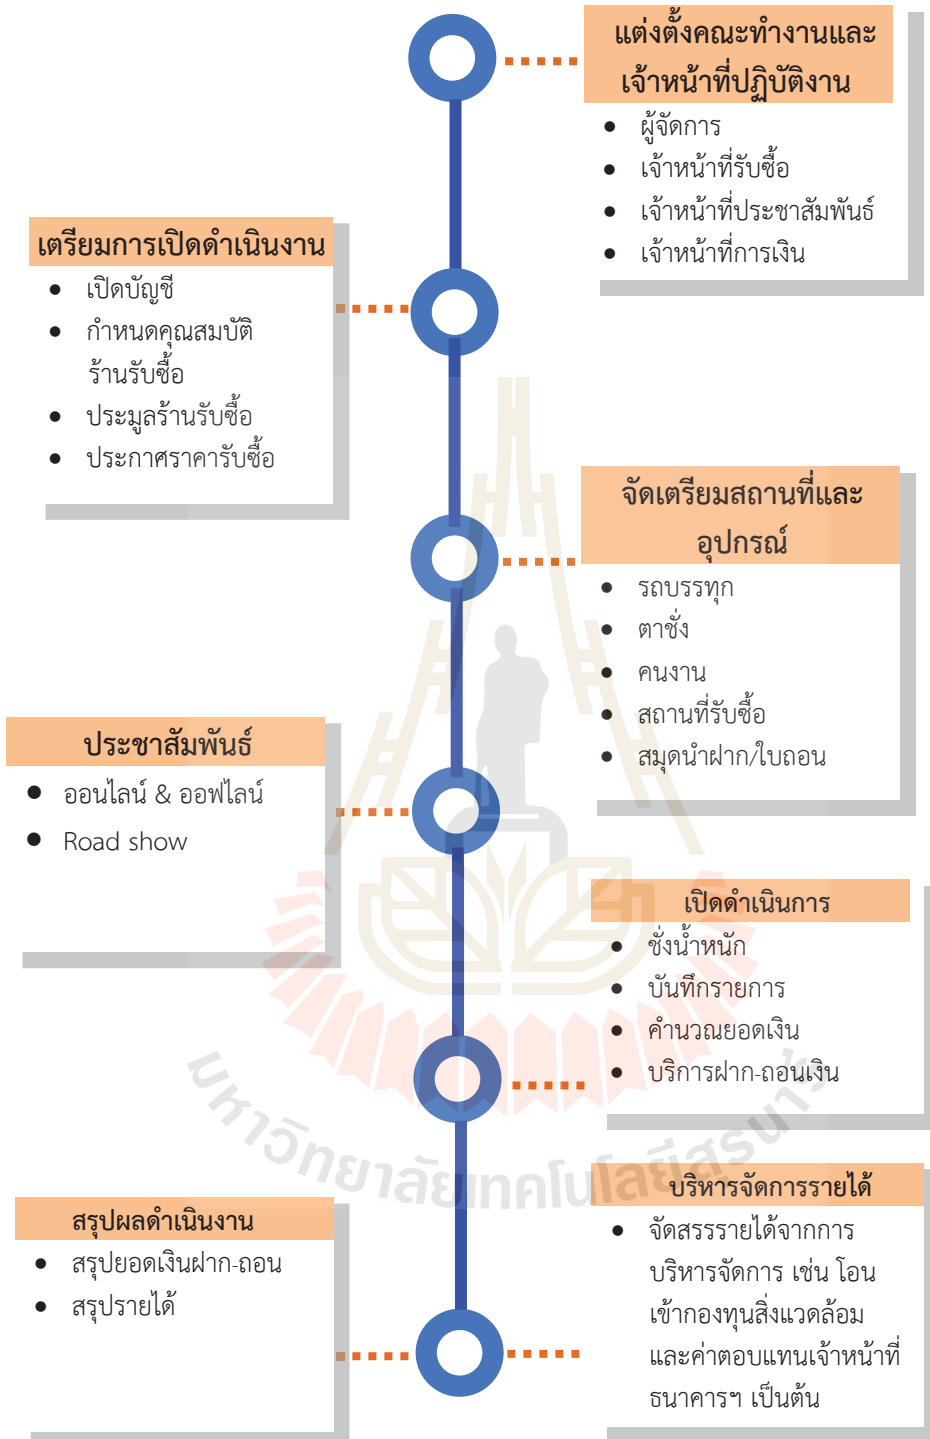 แต่งตั้งคณะทำงานและ
เจ้าหน้าที่ปฏิบัติงาน
• ผู้จัดการ
• เจ้าหน้าที่รับซื้อ
• เจ้าหน้าที่ประชาสัมพันธ์
• เจ้าหน้าที่การเงิน
เตรียมการเปิดดำเนินงาน
• เปิดบัญชี
• กำหนดคุณสมบัติ
ร้านรับซื้อ
• ประมูลร้านรับซื้อ
• ประกาศราคารับซื้อ
จัดเตรียมสถานที่และ
อุปกรณ์
• รถบรรทุก
• ตาชั่ง
• คนงาน
• สถานที่รับซื้อ
• สมุดนำฝาก/ใบถอน
ประชาสัมพันธ์
• ออนไลน์ & ออฟไลน์
• Road show
เปิดดำเนินการ
• ชั่งน้ำหนัก
• บันทึกรายการ
• คำนวณยอดเงิน
• บริการฝาก-ถอนเงิน
มหาวิทยาลัยเทคโนโลยีสุรนารี
สรุปผลดำเนินงาน
• สรุปยอดเงินฝาก-ถอน
• สรุปรายได้
บริหารจัดการรายได้
• จัดสรรรายได้จากการ
บริหารจัดการ เช่น โอน
เข้ากองทุนสิ่งแวดล้อม
และค่าตอบแทนเจ้าหน้าที่
ธนาคารฯ เป็นต้น